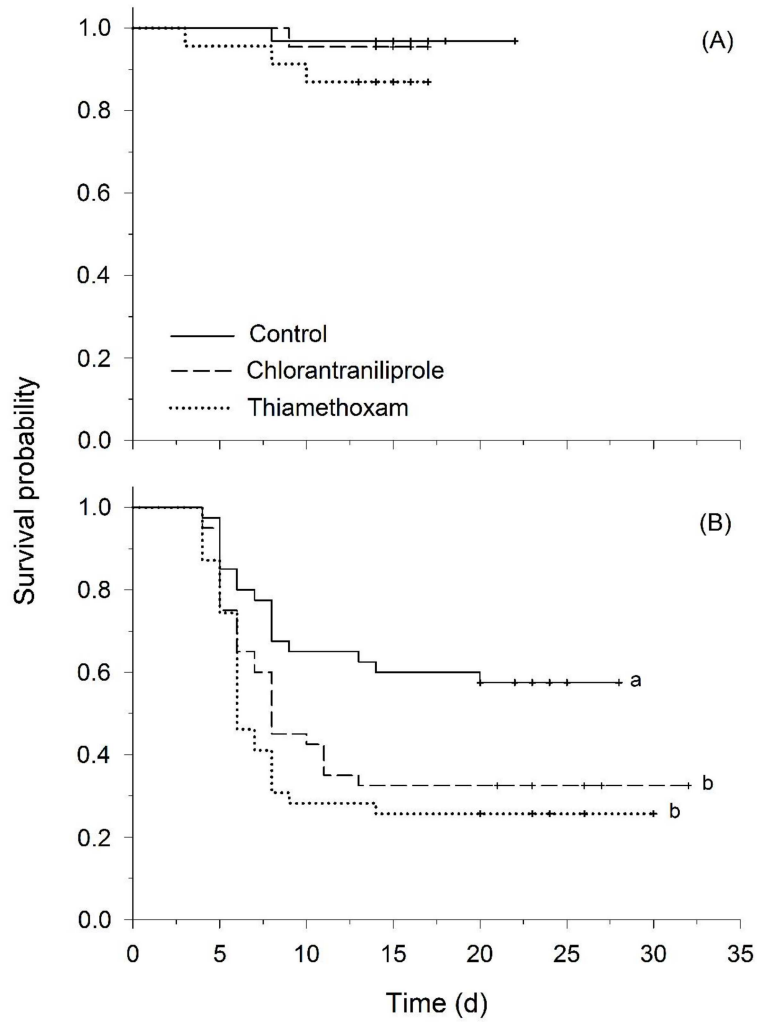 1.0
(A)
0.8
0.6
0.4
Control
0.2
Chlorantraniliprole
Thiamethoxam
0.0
Survival probability
1.0
(B)
0.8
0.6
a
0.4
b
b
0.2
0.0
0 5 10 15 20 25 30 35
Time (d)